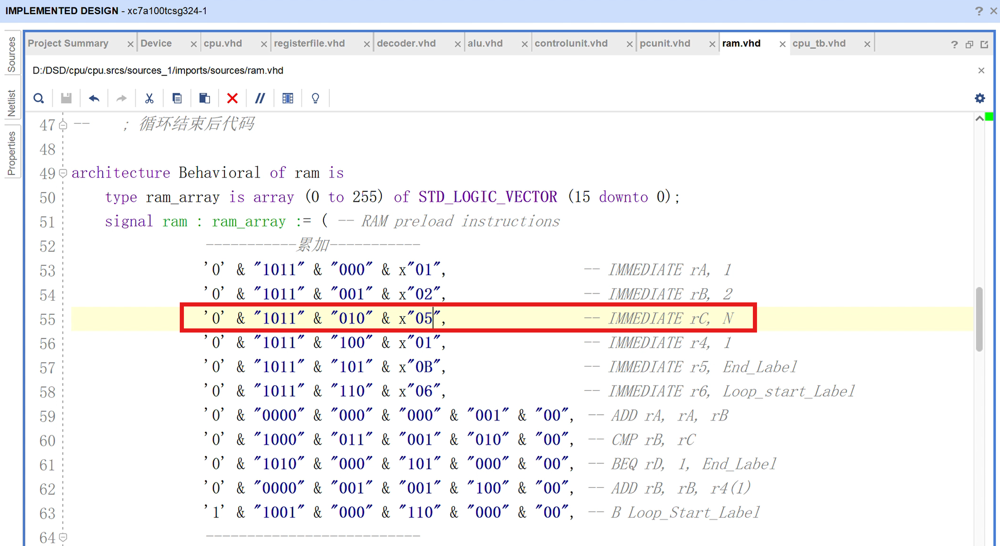 IMPLEMENTED DESIGN - xc7a100tcsg324-1
Sources
Netlist
Properties
Project Summary Device cpu.vhd registerfile.vhd decoder.vhd alu.vhd controlunit.vhd pcunit.vhd ram.vhd cpu_tb.vhd
D:/DSD/cpu/cpu.srcs/sources_1/imports/sources/ram.vhd
47 -- ; 循环结束后代码
48
49 architecture Behavioral of ram is
50 type ram_array is array (0 to 255) of STD_LOGIC_VECTOR (15 downto 0);
51 signal ram : ram_array := ( -- RAM preload instructions
52 -----------累加-----------
53 '0' & "1011" & "000" & x"01", -- IMMEDIATE rA, 1
54 '0' & "1011" & "001" & x"02", -- IMMEDIATE rB, 2
55 '0' & "1011" & "010" & x"05", -- IMMEDIATE rC, N
56 '0' & "1011" & "100" & x"01", -- IMMEDIATE r4, 1
57 '0' & "1011" & "101" & x"0B", -- IMMEDIATE r5, End_Label
58 '0' & "1011" & "110" & x"06", -- IMMEDIATE r6, Loop_start_Label
59 '0' & "0000" & "000" & "000" & "001" & "00", -- ADD rA, rA, rB
60 '0' & "1000" & "011" & "001" & "010" & "00", -- CMP rB, rC
61 '0' & "1010" & "000" & "101" & "000" & "00", -- BEQ rD, 1, End_Label
62 '0' & "0000" & "001" & "001" & "100" & "00", -- ADD rB, rB, r4(1)
63 '1' & "1001" & "000" & "110" & "000" & "00", -- B Loop_Start_Label
64 --------------------------